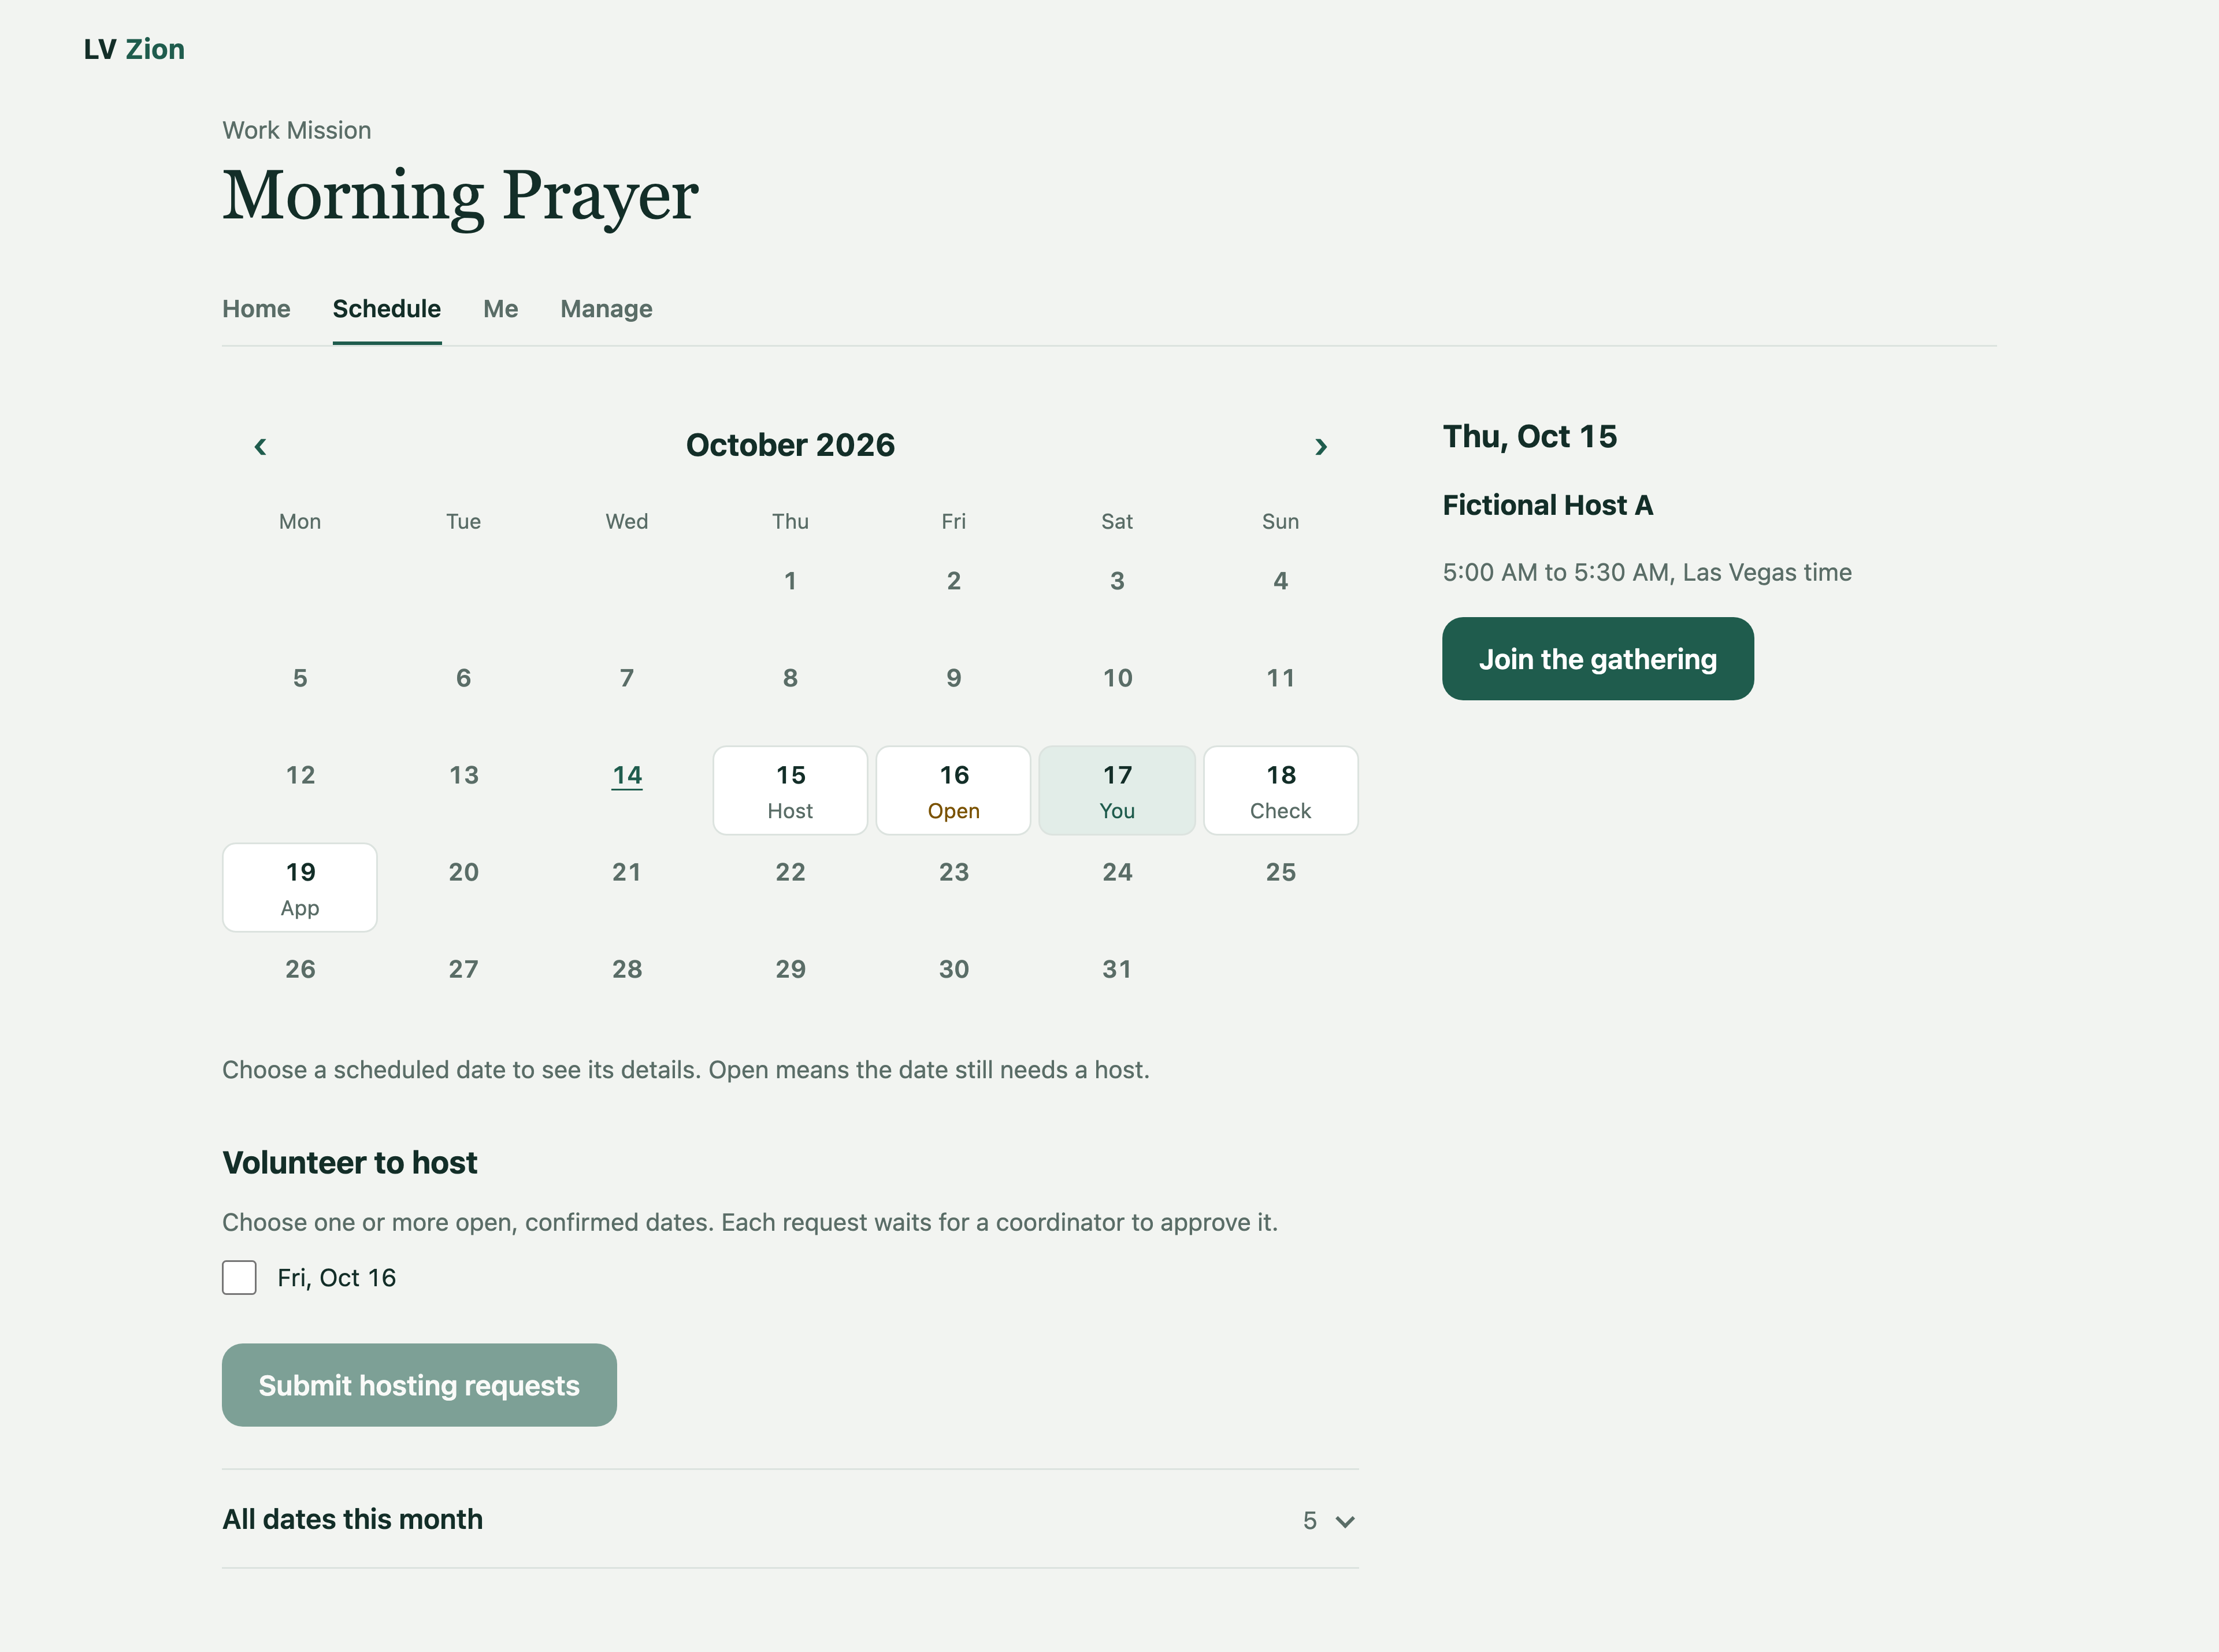 LV Zion
Work Mission
Morning Prayer
Home Schedule Me Manage
‹ October 2026 ›
Mon Tue Wed Thu Fri Sat Sun
1 2 3 4
5 6 7 8 9 10 11
12 13 14 15 16 17 18
Host Open You Check
19 20 21 22 23 24 25
App
26 27 28 29 30 31
Choose a scheduled date to see its details. Open means the date still needs a host.
Volunteer to host
Choose one or more open, confirmed dates. Each request waits for a coordinator to approve it.
Fri, Oct 16
Submit hosting requests
All dates this month 5
Thu, Oct 15
Fictional Host A
5:00 AM to 5:30 AM, Las Vegas time
Join the gathering